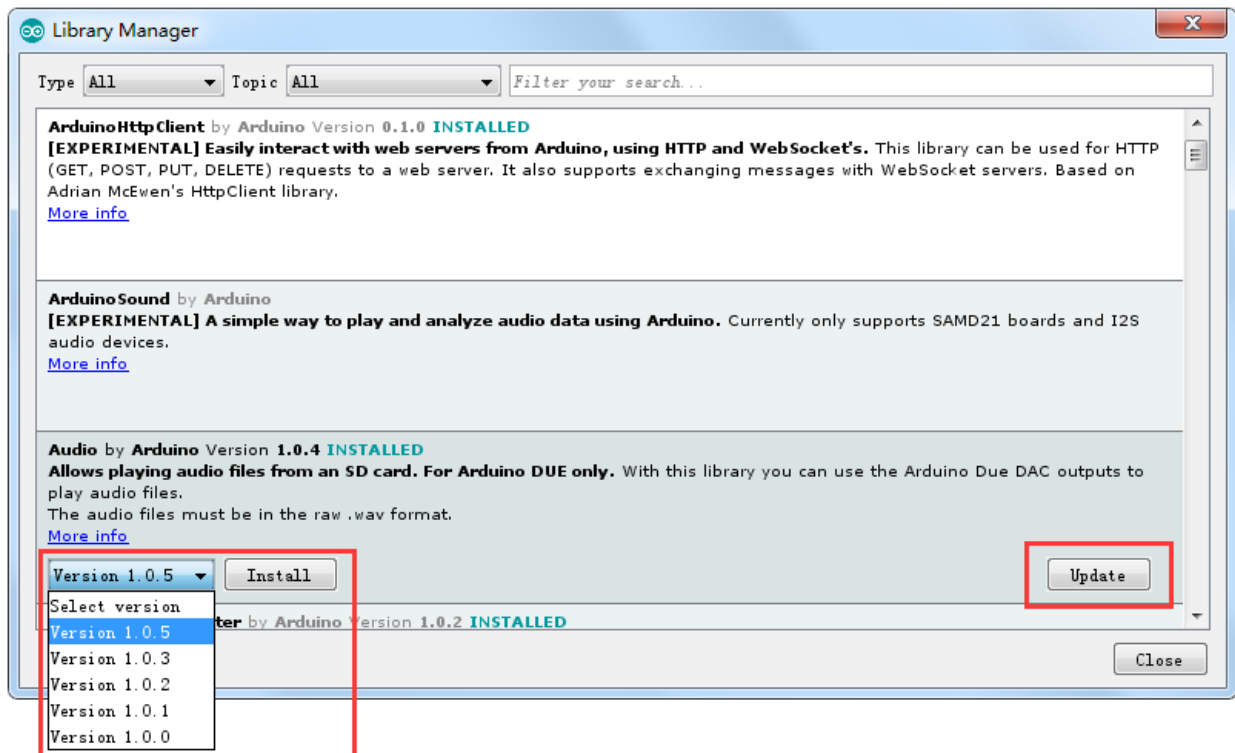 Library Manager
Type All Topic All Filter your search...
ArduinoHttpClient by Arduino Version 0.1.0 INSTALLED
[EXPERIMENTAL] Easily interact with web servers from Arduino, using HTTP and WebSocket's. This library can be used for HTTP
(GET, POST, PUT, DELETE) requests to a web server. It also supports exchanging messages with WebSocket servers. Based on
Adrian McEwen's HttpClient library.
More info
ArduinoSound by Arduino
[EXPERIMENTAL] A simple way to play and analyze audio data using Arduino. Currently only supports SAMD21 boards and I2S
audio devices.
More info
Audio by Arduino Version 1.0.4 INSTALLED
Allows playing audio files from an SD card. For Arduino DUE only. With this library you can use the Arduino Due DAC outputs to
play audio files.
The audio files must be in the raw .wav format.
More info
Version 1.0.5 Install Update
Select version
ter by Arduino Version 1.0.2 INSTALLED
Version 1.0.5
Version 1.0.3
Close
Version 1.0.2
Version 1.0.1
Version 1.0.0